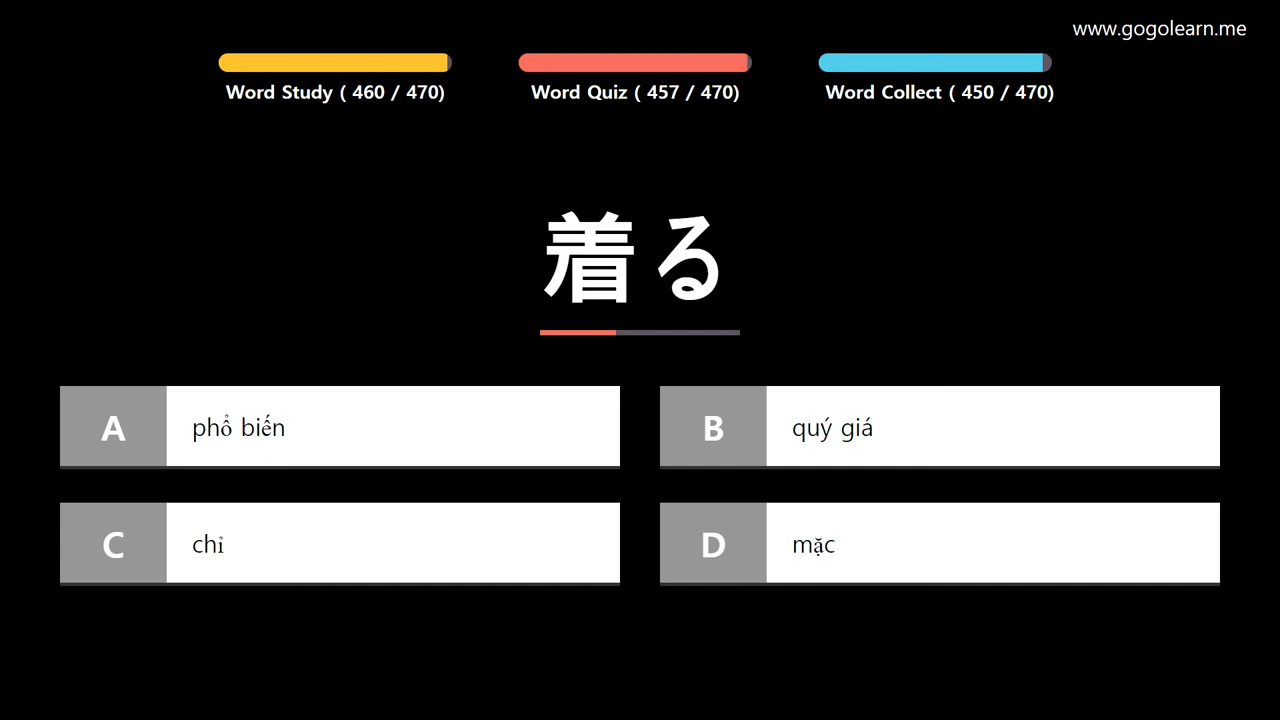 www.gogolearn.me
Word Study ( 460 / 470)
Word Quiz ( 457 / 470)
Word Collect ( 450 / 470)
着る
A phổ biến
B quý giá
C chỉ
D mặc